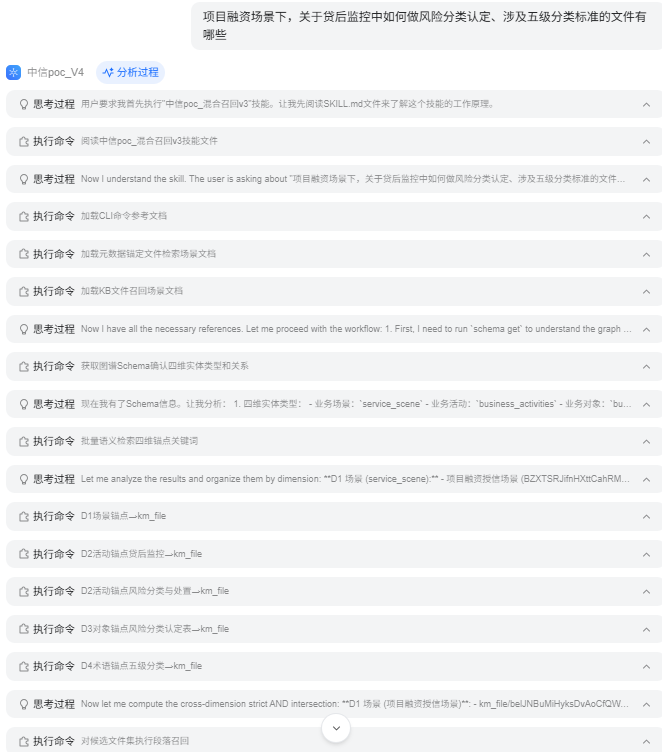 项目融资场景下，关于贷后监控中如何做风险分类认定、涉及五级分类标准的文件有
哪些
中信poc_V4 分析过程
思考过程 用户要求我首先执行"中信poc_混合召回v3"技能。让我先阅读SKILL.md文件来了解这个技能的工作原理。
执行命令 阅读中信poc_混合召回v3技能文件
思考过程 Now I understand the skill. The user is asking about "项目融资场景下，关于贷后监控中如何做风险分类认定、涉及五级分类标准的文件...
执行命令 加载CLI命令参考文档
执行命令 加载元数据锚定文件检索场景文档
执行命令 加载KB文件召回场景文档
思考过程 Now I have all the necessary references. Let me proceed with the workflow: 1. First, I need to run `schema get` to understand the graph ...
执行命令 获取图谱Schema确认四维实体类型和关系
思考过程 现在我有了Schema信息。让我分析： 1. 四维实体类型： - 业务场景：`service_scene` - 业务活动：`business_activities` - 业务对象：`bu...
执行命令 批量语义检索四维锚点关键词
思考过程 Let me analyze the results and organize them by dimension: **D1 场景 (service_scene):** - 项目融资授信场景 (BZXTSRJifnHXttCahRM...
执行命令 D1场景锚点→km_file
执行命令 D2活动锚点贷后监控→km_file
执行命令 D2活动锚点风险分类与处置→km_file
执行命令 D3对象锚点风险分类认定表→km_file
执行命令 D4术语锚点五级分类→km_file
思考过程 Now let me compute the cross-dimension strict AND intersection: **D1 场景 (项目融资授信场景)**: - km_file/beIJNBuMiHyksDvAoCfQW...
执行命令 对候选文件集执行段落召回